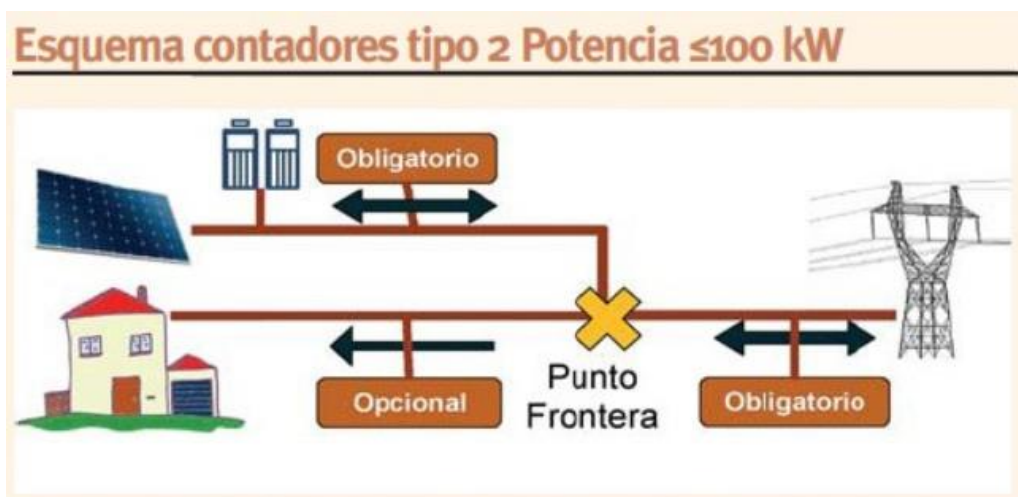 Esquema contadores tipo 2 Potencia ≤100 kW
Obligatorio
Opcional
Punto
Frontera
Obligatorio